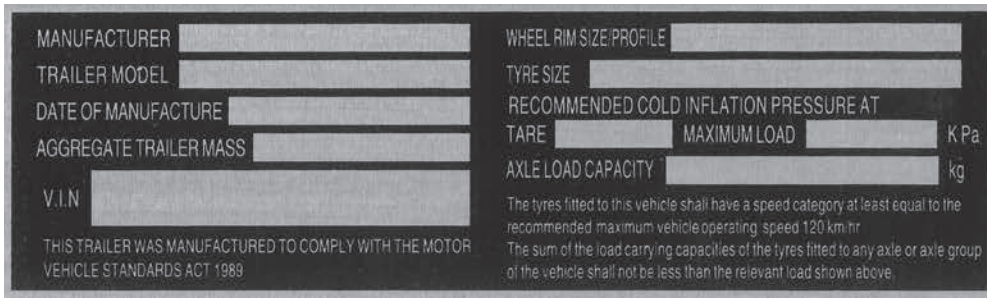 MANUFACTURER
TRAILER MODEL
DATE OF MANUFACTURE
AGGREGATE TRAILER MASS
V.I.N
THIS TRAILER WAS MANUFACTURED TO COMPLY WITH THE MOTOR
VEHICLE STANDARDS ACT 1989
WHEEL RIM SIZE/PROFILE
TYRE SIZE
RECOMMENDED COLD INFLATION PRESSURE AT
TARE MAXIMUM LOAD K Pa
AXLE LOAD CAPACITY kg
The tyres fitted to this vehicle shall have a speed category at least equal to the
recommended maximum vehicle operating speed 120 km/hr
The sum of the load carrying capacities of the tyres fitted to any axle or axle group
of the vehicle shall not be less than the relevant load shown above.